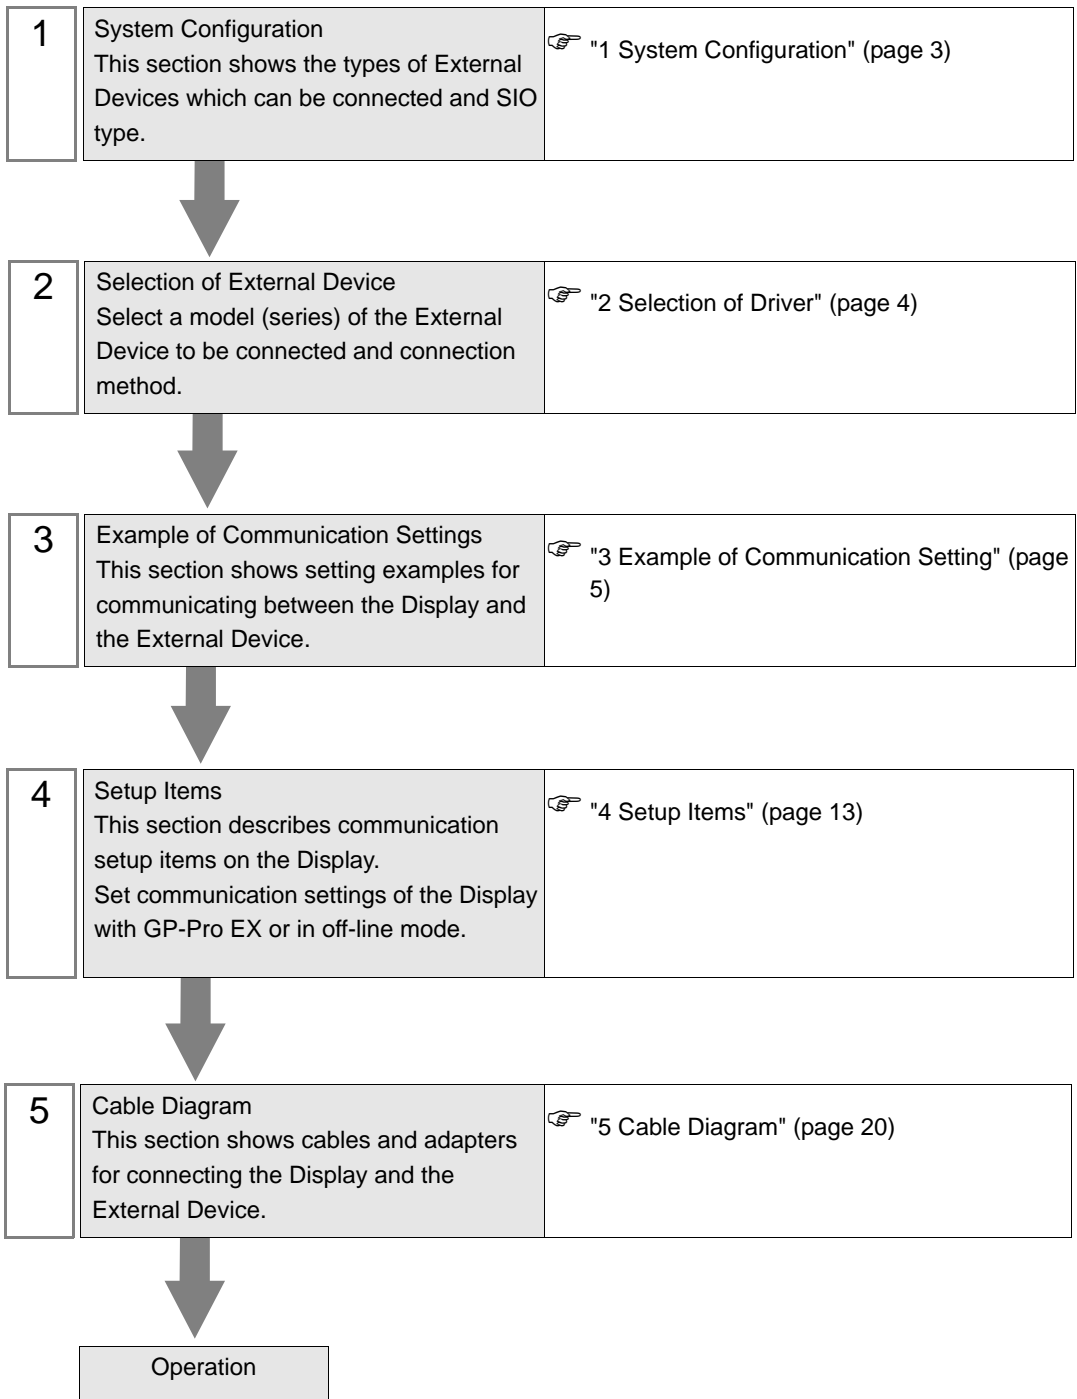 1
System Configuration
This section shows the types of External
Devices which can be connected and SIO
type.
"1 System Configuration" (page 3)
2
Selection of External Device
Select a model (series) of the External
Device to be connected and connection
method.
"2 Selection of Driver" (page 4)
3
Example of Communication Settings
This section shows setting examples for
communicating between the Display and
the External Device.
"3 Example of Communication Setting" (page
5)
4
Setup Items
This section describes communication
setup items on the Display.
Set communication settings of the Display
with GP-Pro EX or in off-line mode.
"4 Setup Items" (page 13)
5
Cable Diagram
This section shows cables and adapters
for connecting the Display and the
External Device.
"5 Cable Diagram" (page 20)
Operation